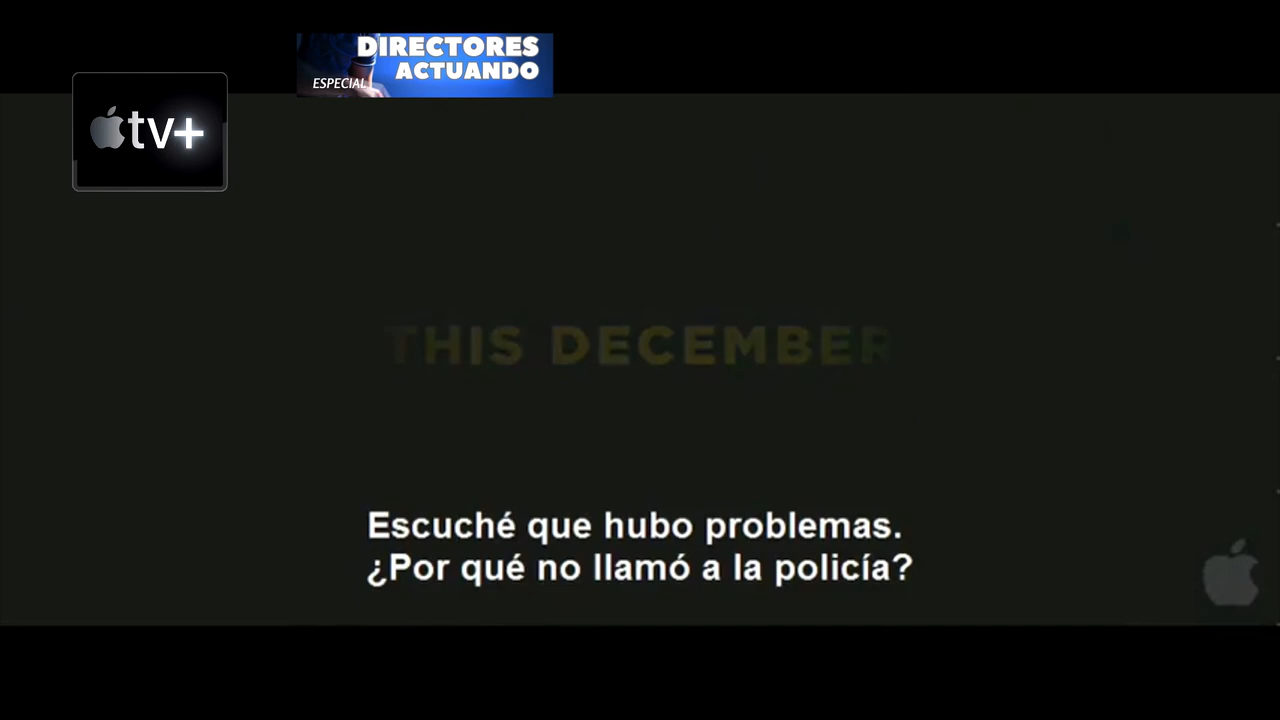 DIRECTORES
ACTUANDO
ESPECIAL
tv+
THIS DECEMBER
Escuché que hubo problemas.
¿Por qué no llamó a la policía?